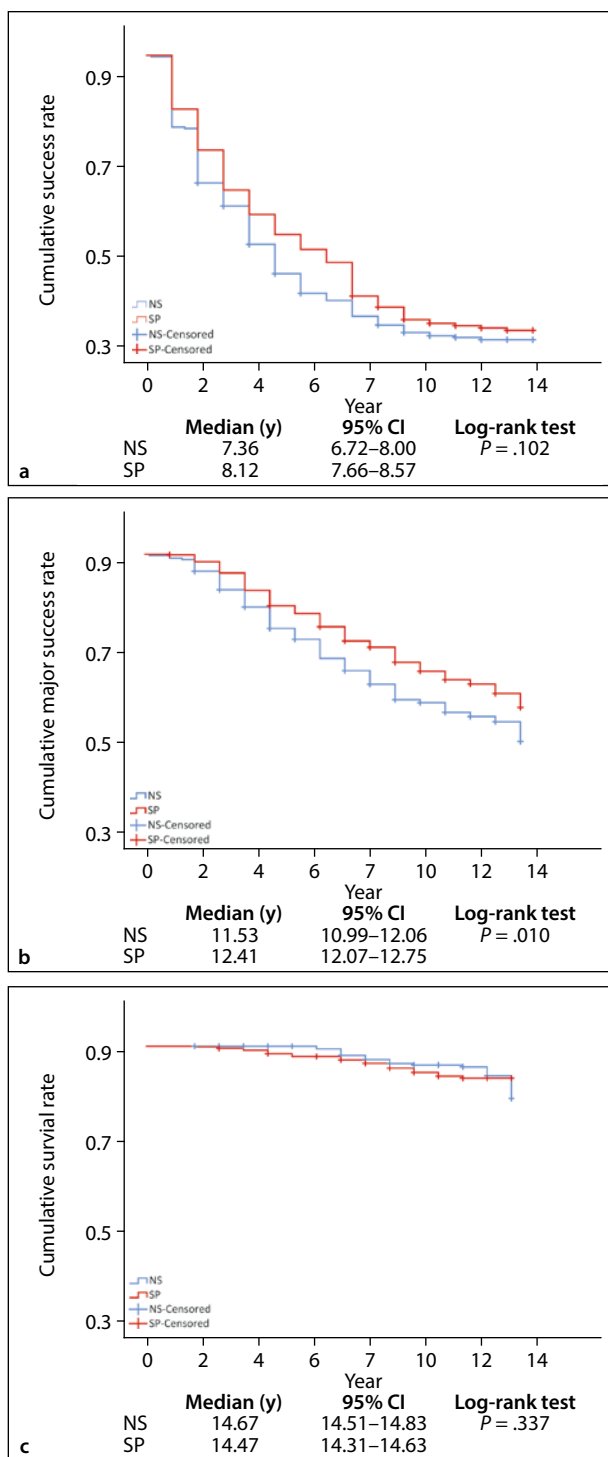 Cumulative success rate
0.9
0.7
0.5
0.3
NS
SP
NS-Censored
SP-Censored
0 2 4 6 7 10 12 14
Year
Median (y) 95% CI Log-rank test
NS 7.36 6.72–8.00 P = .102
a SP 8.12 7.66–8.57
Cumulative major success rate
0.9
0.7
0.5
0.3
NS
SP
NS-Censored
SP-Censored
0 2 4 6 7 10 12 14
Year
Median (y) 95% CI Log-rank test
NS 11.53 10.99–12.06 P = .010
b SP 12.41 12.07–12.75
Cumulative survial rate
0.9
0.7
0.5
0.3
NS
SP
NS-Censored
SP-Censored
0 2 4 6 7 10 12 14
Year
Median (y) 95% CI Log-rank test
NS 14.67 14.51–14.83 P = .337
c SP 14.47 14.31–14.63